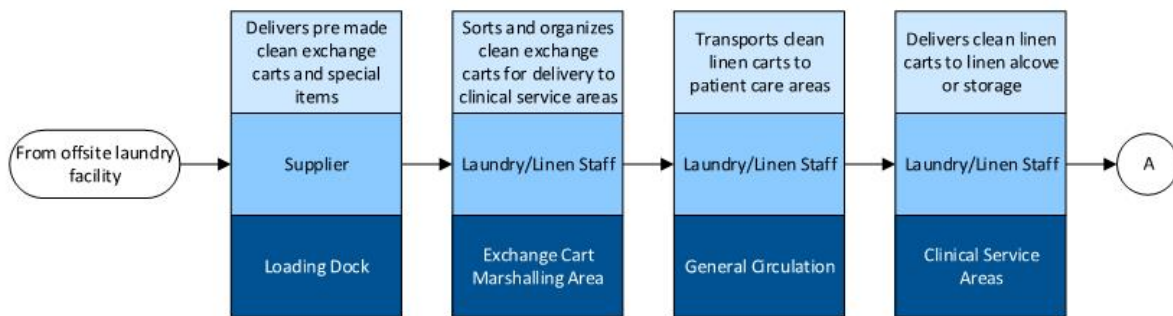 From offsite laundry
facility
Delivers pre made
clean exchange
carts and special
items
Supplier
Loading Dock
Sorts and organizes
clean exchange
carts for delivery to
clinical service areas
Laundry/Linen Staff
Exchange Cart
Marshalling Area
Transports clean
linen carts to
patient care areas
Laundry/Linen Staff
General Circulation
Delivers clean linen
carts to linen alcove
or storage
Laundry/Linen Staff
Clinical Service
Areas
A